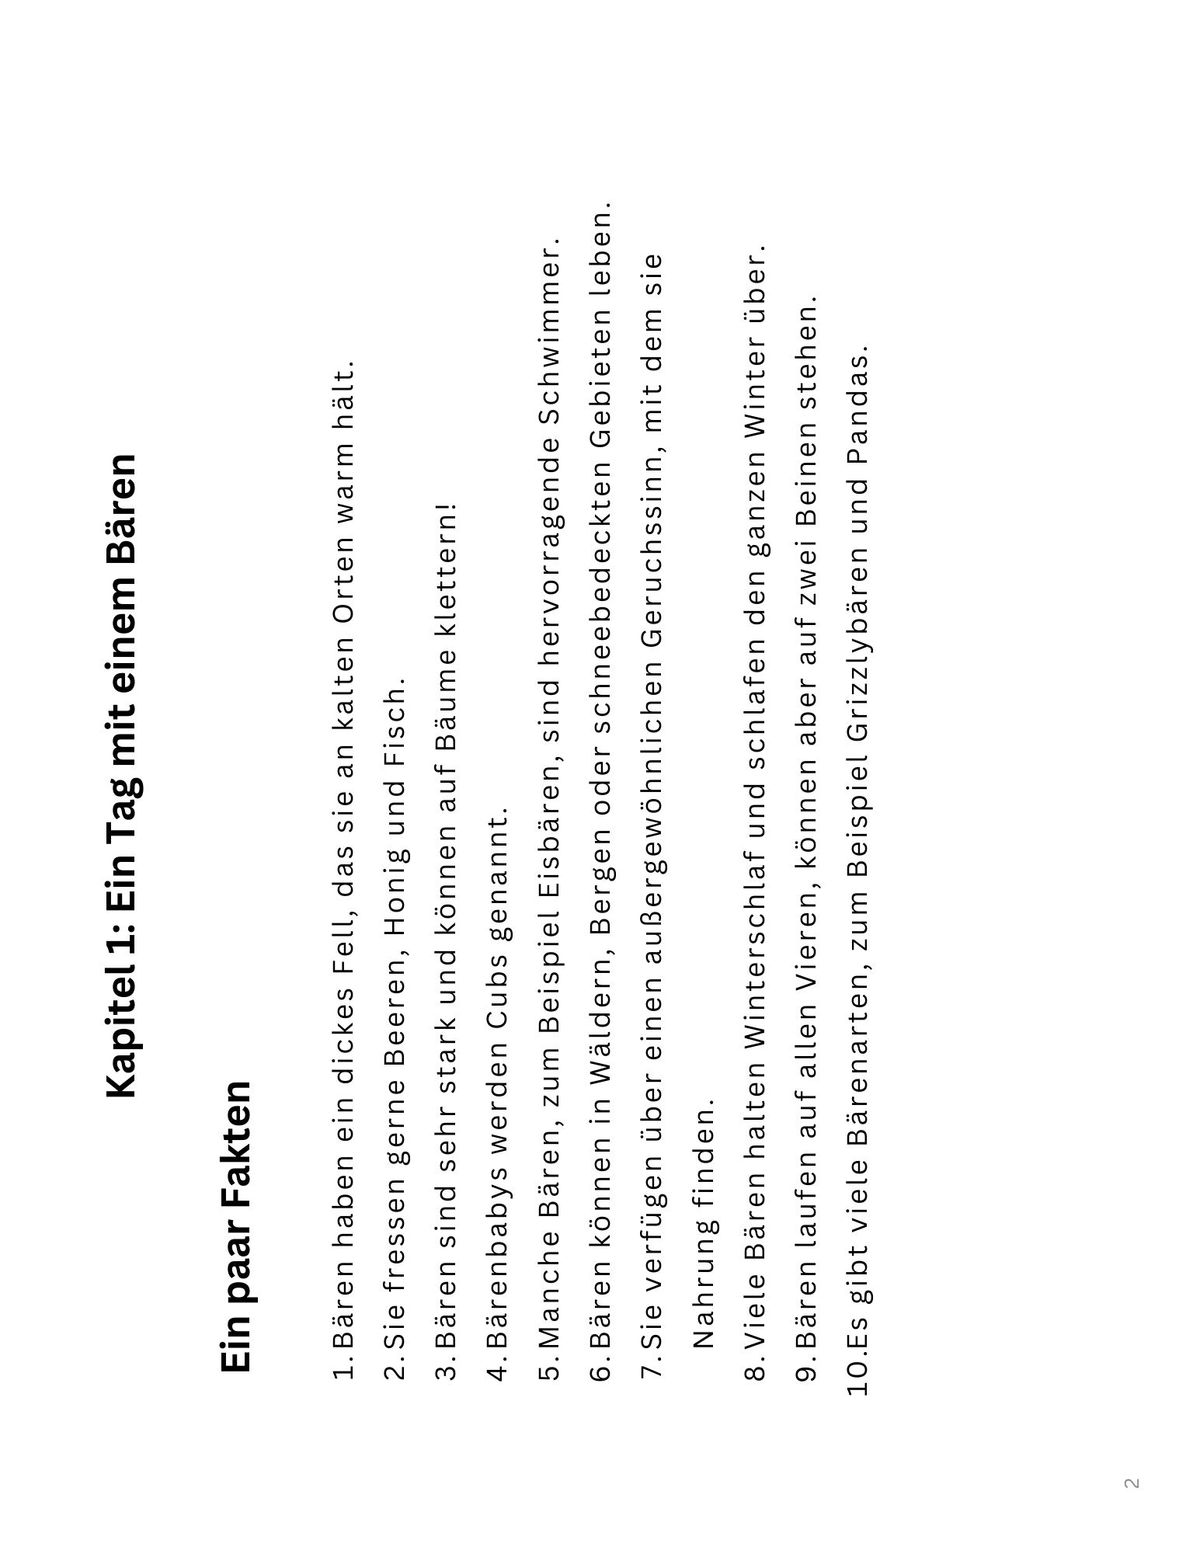 Kapitel 1: Ein Tag mit einem Bären
Ein paar Fakten
1. Bären haben ein dickes Fell, das sie an kalten Orten warm hält.
2. Sie fressen gerne Beeren, Honig und Fisch.
3. Bären sind sehr stark und können auf Bäume klettern!
4. Bärenbabys werden Cubs genannt.
5. Manche Bären, zum Beispiel Eisbären, sind hervorragende Schwimmer.
6. Bären können in Wäldern, Bergen oder schneebedeckten Gebieten leben.
7. Sie verfügen über einen außergewöhnlichen Geruchssinn, mit dem sie
Nahrung finden.
8. Viele Bären halten Winterschlaf und schlafen den ganzen Winter über.
9. Bären laufen auf allen Vieren, können aber auf zwei Beinen stehen.
10. Es gibt viele Bärenarten, zum Beispiel Grizzlybären und Pandas.
2